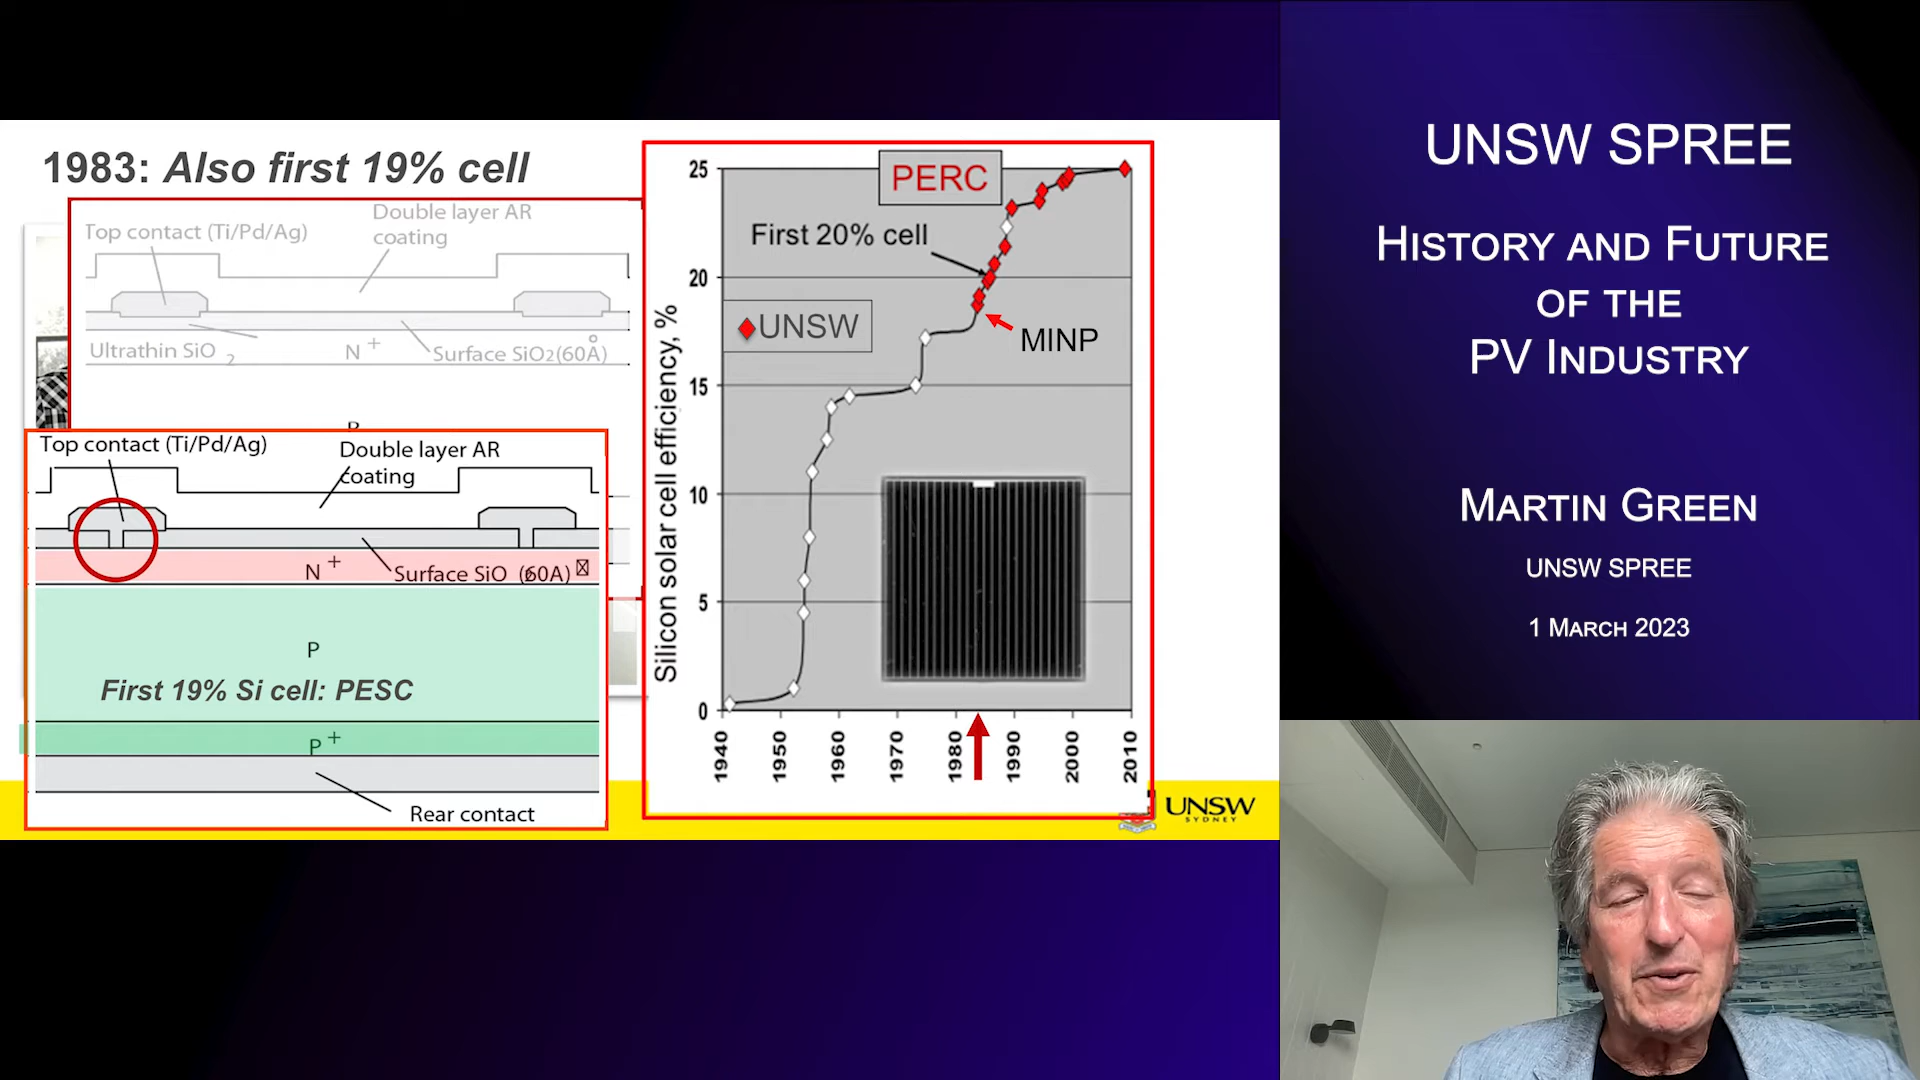 1983: Also first 19% cell
Top contact (Ti/Pd/Ag)
Double layer AR
coating
Ultrathin SiO 2
N +
Surface SiO2(60Å)
P
Top contact (Ti/Pd/Ag)
Double layer AR
coating
N +
Surface SiO (60A)
P
First 19% Si cell: PESC
P +
Rear contact
Silicon solar cell efficiency, %
25
20
15
10
5
0
PERC
First 20% cell
UNSW
MINP
1940
1950
1960
1970
1980
1990
2000
2010
UNSW
SYDNEY
UNSW SPREE
History and Future
of the
PV Industry
Martin Green
UNSW SPREE
1 March 2023